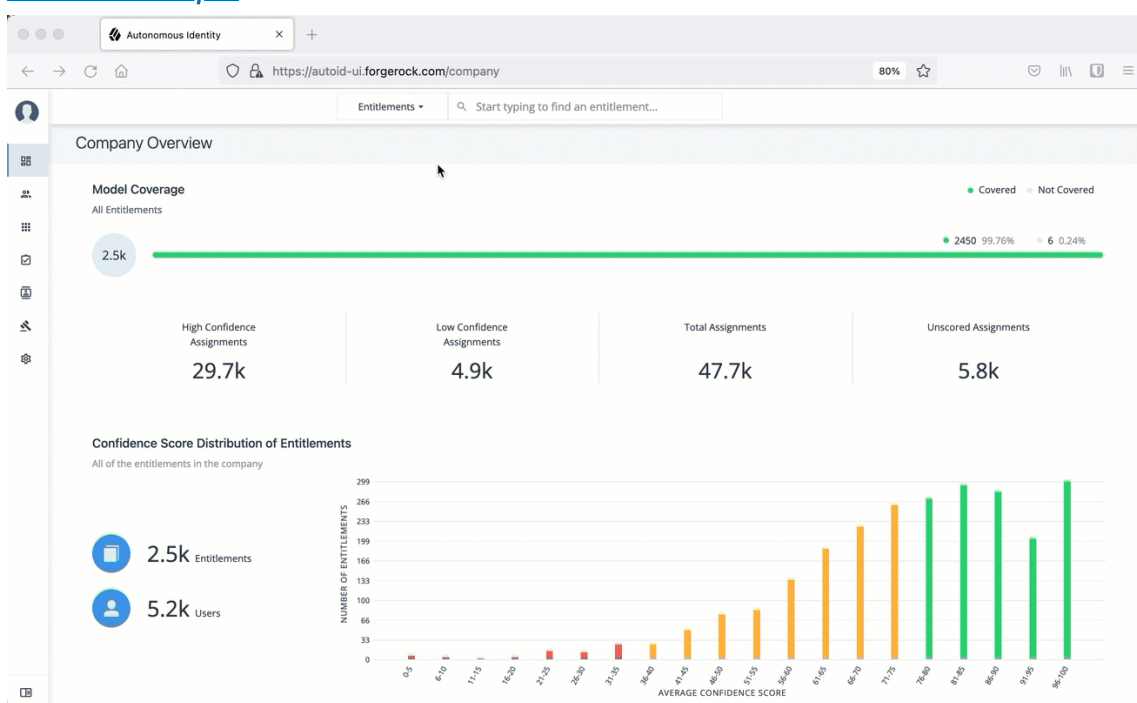 Autonomous Identity
https://autoid-ui.forgerock.com/company
80%
Entitlements
Start typing to find an entitlement...
Company Overview
Model Coverage
Covered Not Covered
All Entitlements
2450 99.76% 6 0.24%
2.5k
High Confidence Assignments
29.7k
Low Confidence Assignments
4.9k
Total Assignments
47.7k
Unscored Assignments
5.8k
Confidence Score Distribution of Entitlements
All of the entitlements in the company
2.5k Entitlements
5.2k Users
NUMBER OF ENTITLEMENTS
299
266
233
199
166
133
100
66
33
0
0-5 6-10 11-15 16-20 21-25 26-30 31-35 36-40 41-45 46-50 51-55 56-60 61-65 66-70 71-75 76-80 81-85 86-90 91-95 96-100
AVERAGE CONFIDENCE SCORE